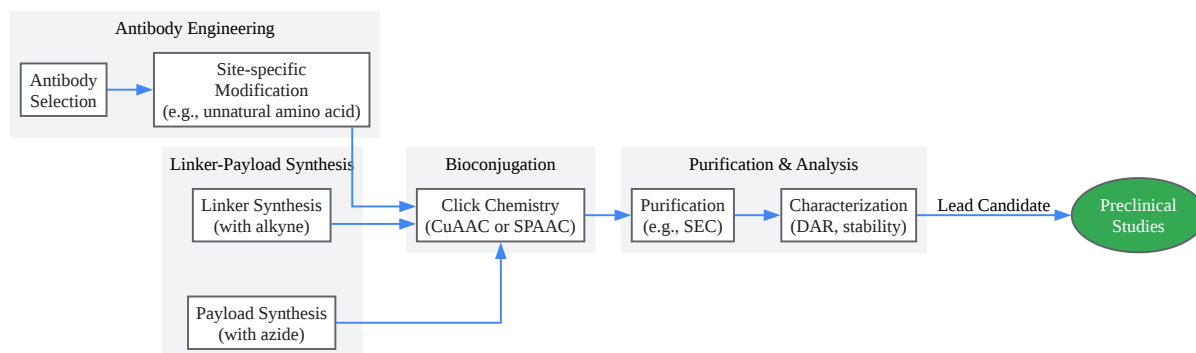 Antibody Engineering
Antibody
Selection
Site-specific
Modification
(e.g., unnatural amino acid)
Linker-Payload Synthesis
Linker Synthesis
(with alkyne)
Payload Synthesis
(with azide)
Bioconjugation
Click Chemistry
(CuAAC or SPAAC)
Purification & Analysis
Purification
(e.g., SEC)
Characterization
(DAR, stability)
Lead Candidate
Preclinical
Studies